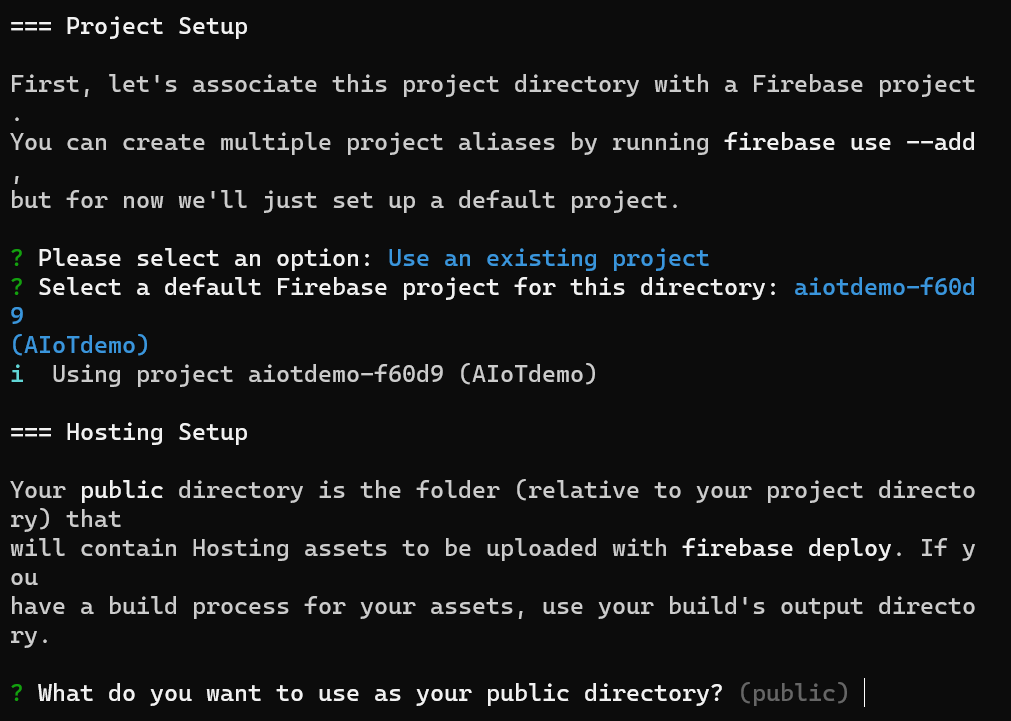 === Project Setup
First, let's associate this project directory with a Firebase project
.
You can create multiple project aliases by running firebase use --add
,
but for now we'll just set up a default project.
? Please select an option: Use an existing project
? Select a default Firebase project for this directory: aiotdemo-f60d
9
(AIoTdemo)
i  Using project aiotdemo-f60d9 (AIoTdemo)
=== Hosting Setup
Your public directory is the folder (relative to your project directo
ry) that
will contain Hosting assets to be uploaded with firebase deploy. If y
ou
have a build process for your assets, use your build's output directo
ry.
? What do you want to use as your public directory? (public)